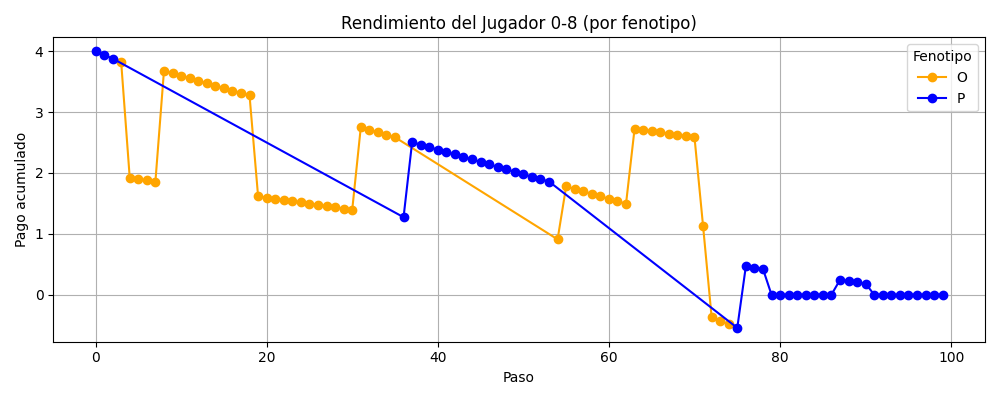 Rendimiento del Jugador 0-8 (por fenotipo)
Pago acumulado
4
3
2
1
0
Fenotipo
O
P
0 20 40 60 80 100
Paso